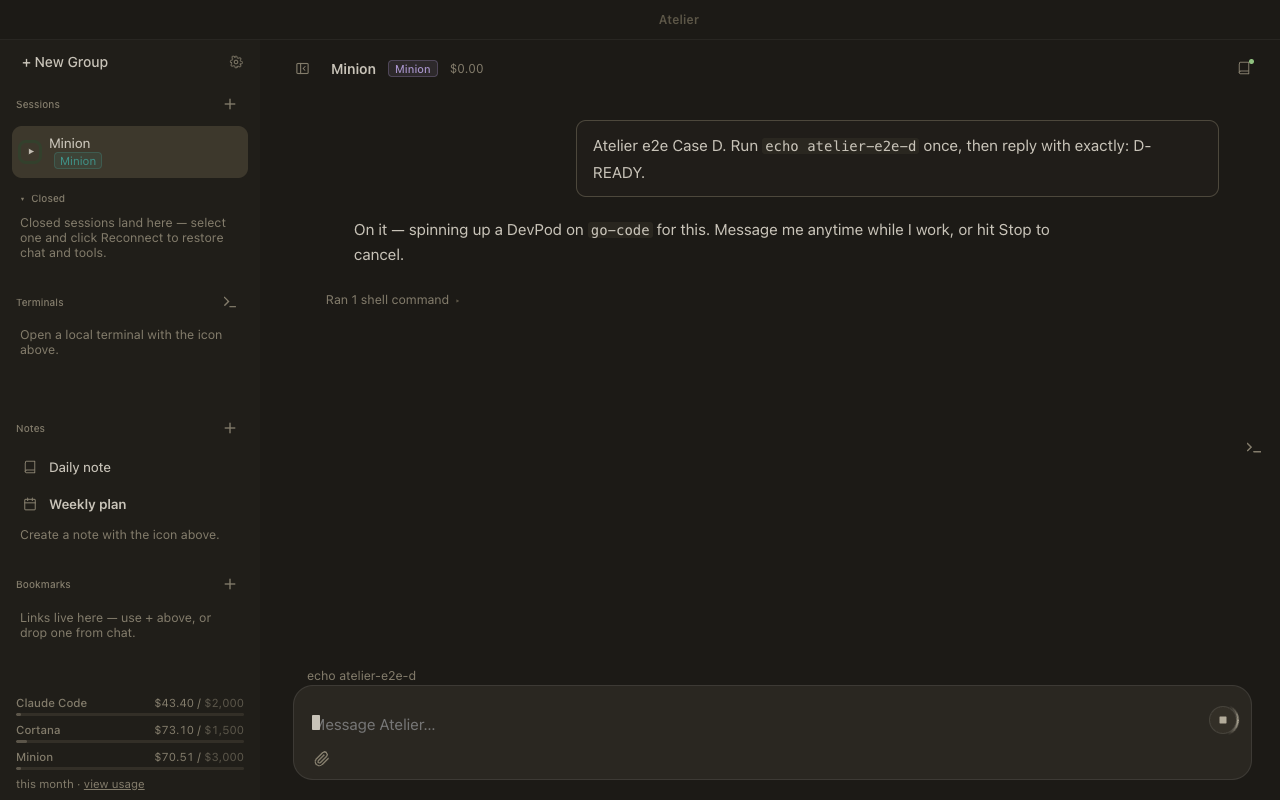 Atelier
+ New Group
Sessions
Minion
Minion
Closed
Closed sessions land here — select
one and click Reconnect to restore
chat and tools.
Terminals
Open a local terminal with the icon
above.
Notes
Daily note
Weekly plan
Create a note with the icon above.
Bookmarks
Links live here — use + above, or
drop one from chat.
Claude Code $43.40 / $2,000
Cortana $73.10 / $1,500
Minion $70.51 / $3,000
this month · view usage
Minion Minion $0.00
Atelier e2e Case D. Run echo atelier-e2e-d once, then reply with exactly: D-
READY.
On it — spinning up a DevPod on go-code for this. Message me anytime while I work, or hit Stop to
cancel.
Ran 1 shell command
echo atelier-e2e-d
Message Atelier...